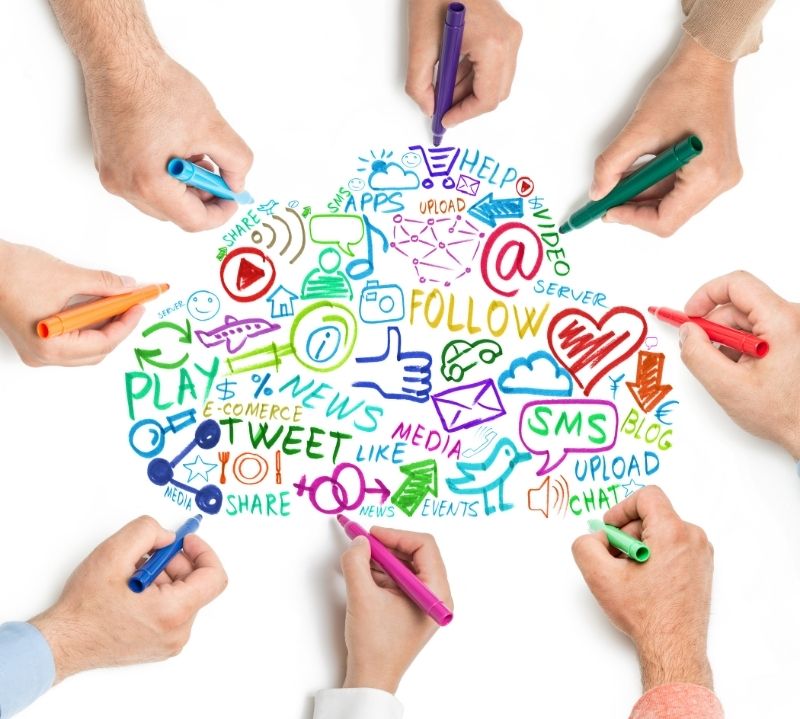 HELP
SMS
APPS
UPLOAD
$
VIDEO
SHARE
@
SERVER
SERVER
FOLLOW
i
PLAY
$ %
NEWS
¥
€
E-COMERCE
TWEET
LIKE
MEDIA
SMS
BLOG
UPLOAD
MEDIA
SHARE
NEWS
EVENTS
CHAT